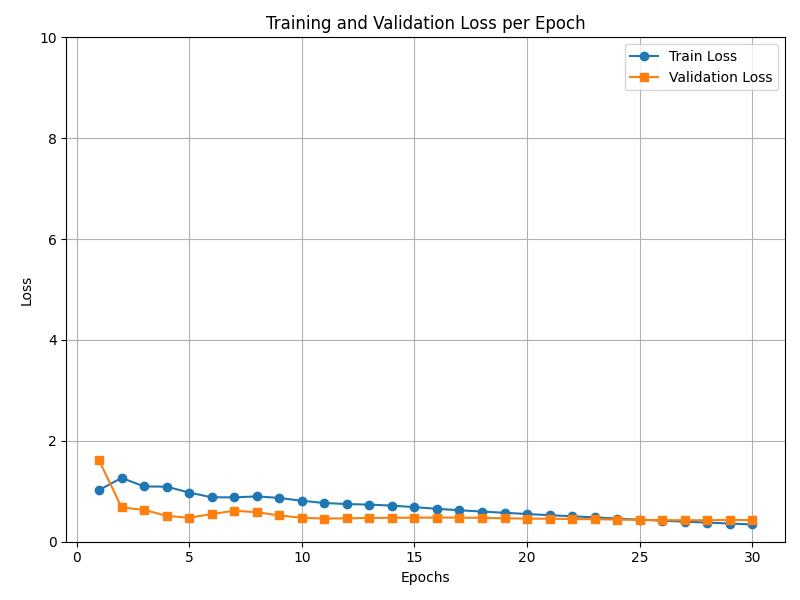 Training and Validation Loss per Epoch
10
8
6
4
2
0
Loss
Train Loss
Validation Loss
0 5 10 15 20 25 30
Epochs